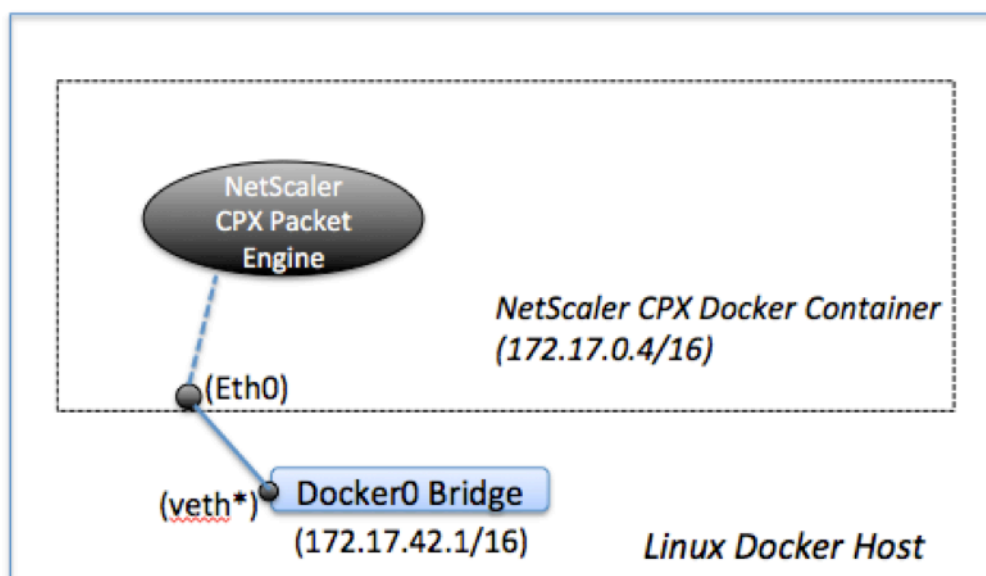 NetScaler
CPX Packet
Engine
NetScaler CPX Docker Container
(172.17.0.4/16)
(Eth0)
(veth*)
Docker0 Bridge
(172.17.42.1/16)
Linux Docker Host